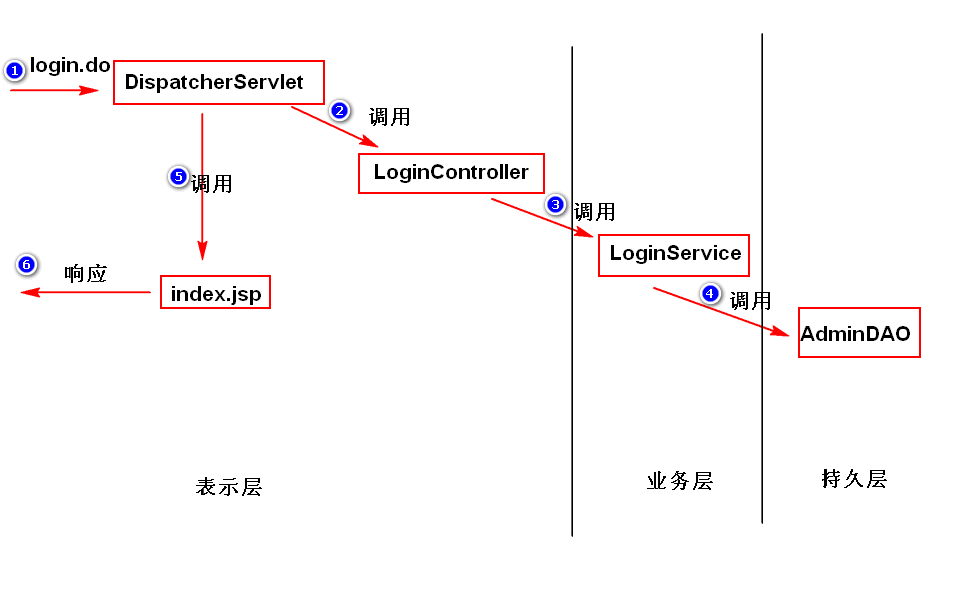 ① login.do
DispatcherServlet
② 调用
LoginController
⑤ 调用
③ 调用
LoginService
⑥ 响应
index.jsp
④ 调用
AdminDAO
表示层
业务层
持久层